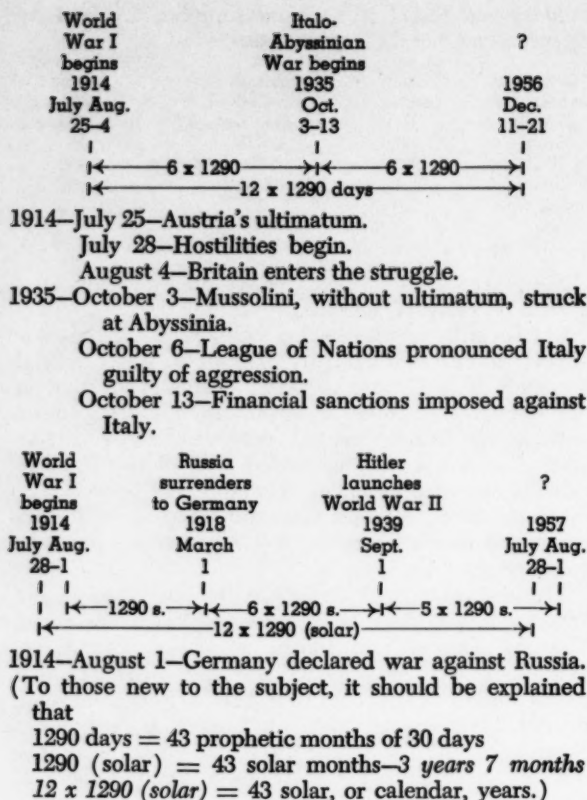 World Italo-
War I Abyssinian ?
begins War begins
1914 1935 1956
July Aug. Oct. Dec.
25–4 3–13 11–21
6 x 1290 6 x 1290
12 x 1290 days
1914—July 25—Austria's ultimatum.
July 28—Hostilities begin.
August 4—Britain enters the struggle.
1935—October 3—Mussolini, without ultimatum, struck
at Abyssinia.
October 6—League of Nations pronounced Italy
guilty of aggression.
October 13—Financial sanctions imposed against
Italy.
World Russia Hitler
War I surrenders launches ?
begins to Germany World War II
1914 1918 1939 1957
July Aug. March Sept. July Aug.
28–1 1 1 28–1
1290 s. 6 x 1290 s. 5 x 1290 s.
12 x 1290 (solar)
1914—August 1—Germany declared war against Russia.
(To those new to the subject, it should be explained
that
1290 days = 43 prophetic months of 30 days
1290 (solar) = 43 solar months—3 years 7 months
12 x 1290 (solar) = 43 solar, or calendar, years.)